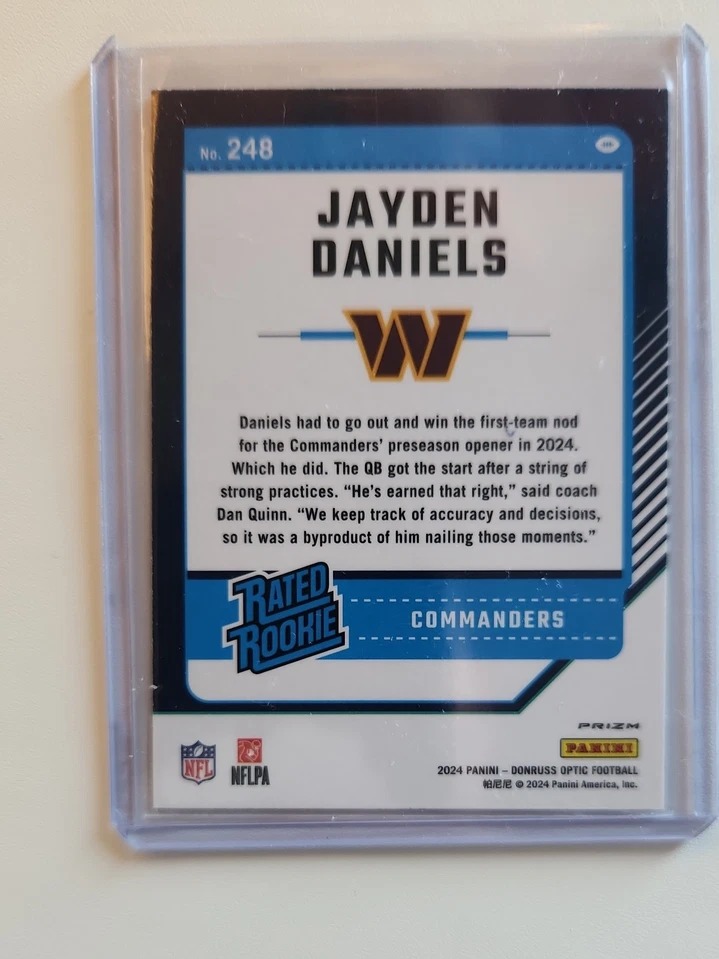 No. 248
JAYDEN
DANIELS
W
Daniels had to go out and win the first-team nod
for the Commanders' preseason opener in 2024.
Which he did. The QB got the start after a string of
strong practices. “He's earned that right,” said coach
Dan Quinn. “We keep track of accuracy and decisions,
so it was a byproduct of him nailing those moments.”
RATED
ROOKIE
COMMANDERS
PRIZM
PANINI
NFL
NFLPA
2024 PANINI – DONRUSS OPTIC FOOTBALL
帕尼尼 © 2024 Panini America, Inc.